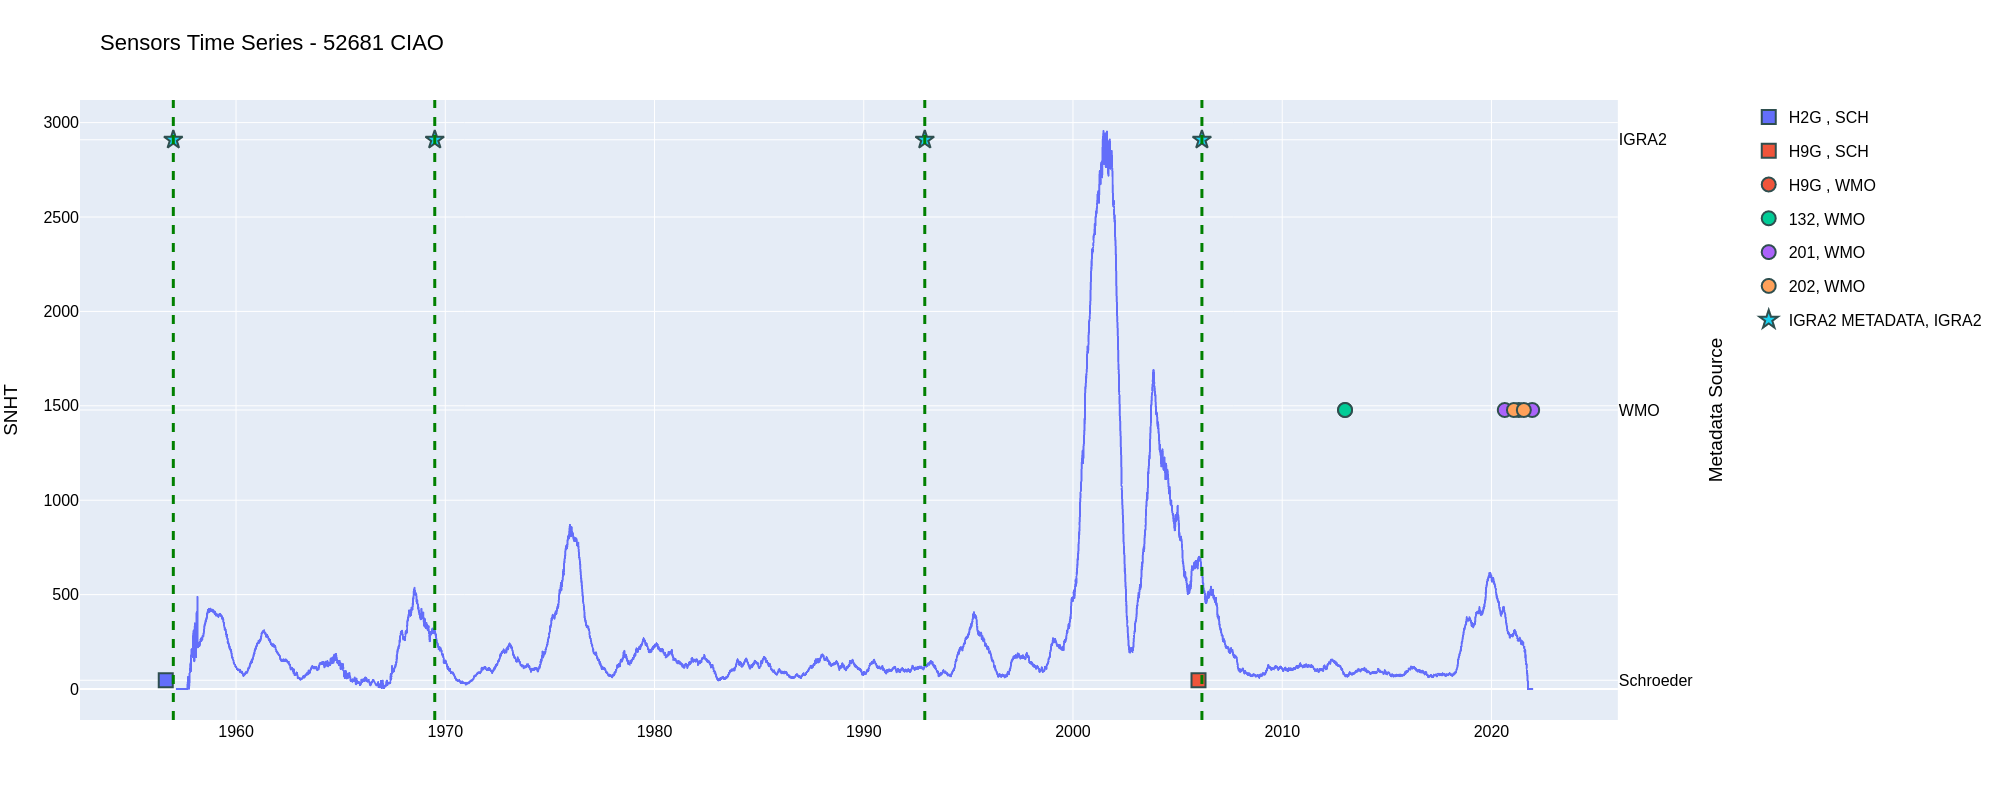 Sensors Time Series - 52681 CIAO
3000
2500
2000
1500
1000
500
0
SNHT
1960
1970
1980
1990
2000
2010
2020
IGRA2
WMO
Schroeder
Metadata Source
H2G , SCH
H9G , SCH
H9G , WMO
132, WMO
201, WMO
202, WMO
IGRA2 METADATA, IGRA2